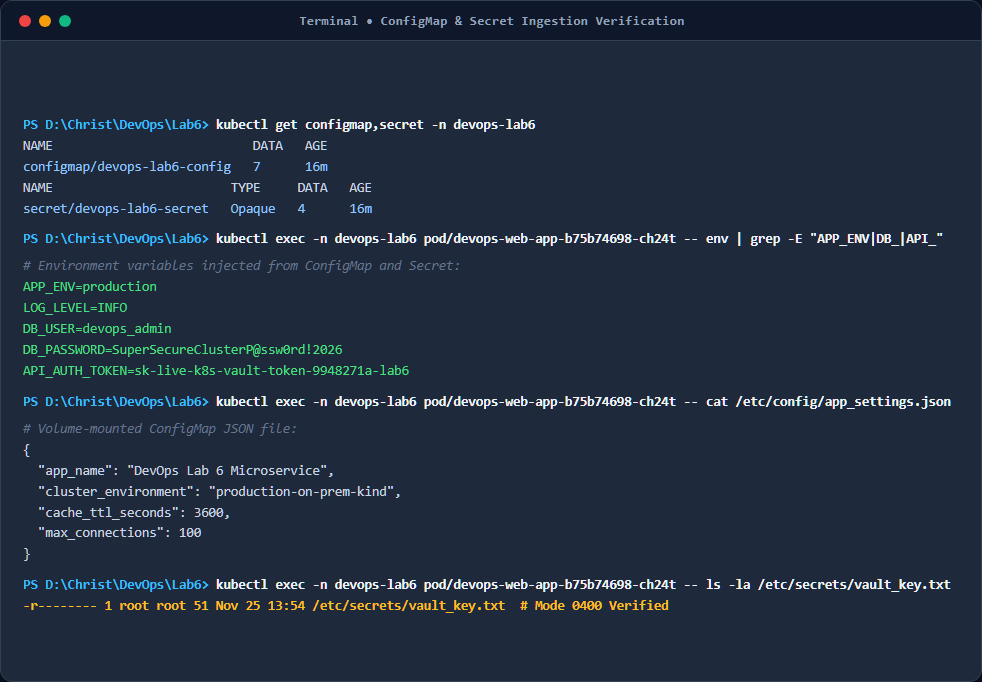 Terminal • ConfigMap & Secret Ingestion Verification
PS D:\Christ\DevOps\Lab6> kubectl get configmap,secret -n devops-lab6
NAME DATA AGE
configmap/devops-lab6-config 7 16m
NAME TYPE DATA AGE
secret/devops-lab6-secret Opaque 4 16m
PS D:\Christ\DevOps\Lab6> kubectl exec -n devops-lab6 pod/devops-web-app-b75b74698-ch24t -- env | grep -E "APP_ENV|DB_|API_"
# Environment variables injected from ConfigMap and Secret:
APP_ENV=production
LOG_LEVEL=INFO
DB_USER=devops_admin
DB_PASSWORD=SuperSecureClusterP@ssw0rd!2026
API_AUTH_TOKEN=sk-live-k8s-vault-token-9948271a-lab6
PS D:\Christ\DevOps\Lab6> kubectl exec -n devops-lab6 pod/devops-web-app-b75b74698-ch24t -- cat /etc/config/app_settings.json
# Volume-mounted ConfigMap JSON file:
{
  "app_name": "DevOps Lab 6 Microservice",
  "cluster_environment": "production-on-prem-kind",
  "cache_ttl_seconds": 3600,
  "max_connections": 100
}
PS D:\Christ\DevOps\Lab6> kubectl exec -n devops-lab6 pod/devops-web-app-b75b74698-ch24t -- ls -la /etc/secrets/vault_key.txt
-r-------- 1 root root 51 Nov 25 13:54 /etc/secrets/vault_key.txt # Mode 0400 Verified